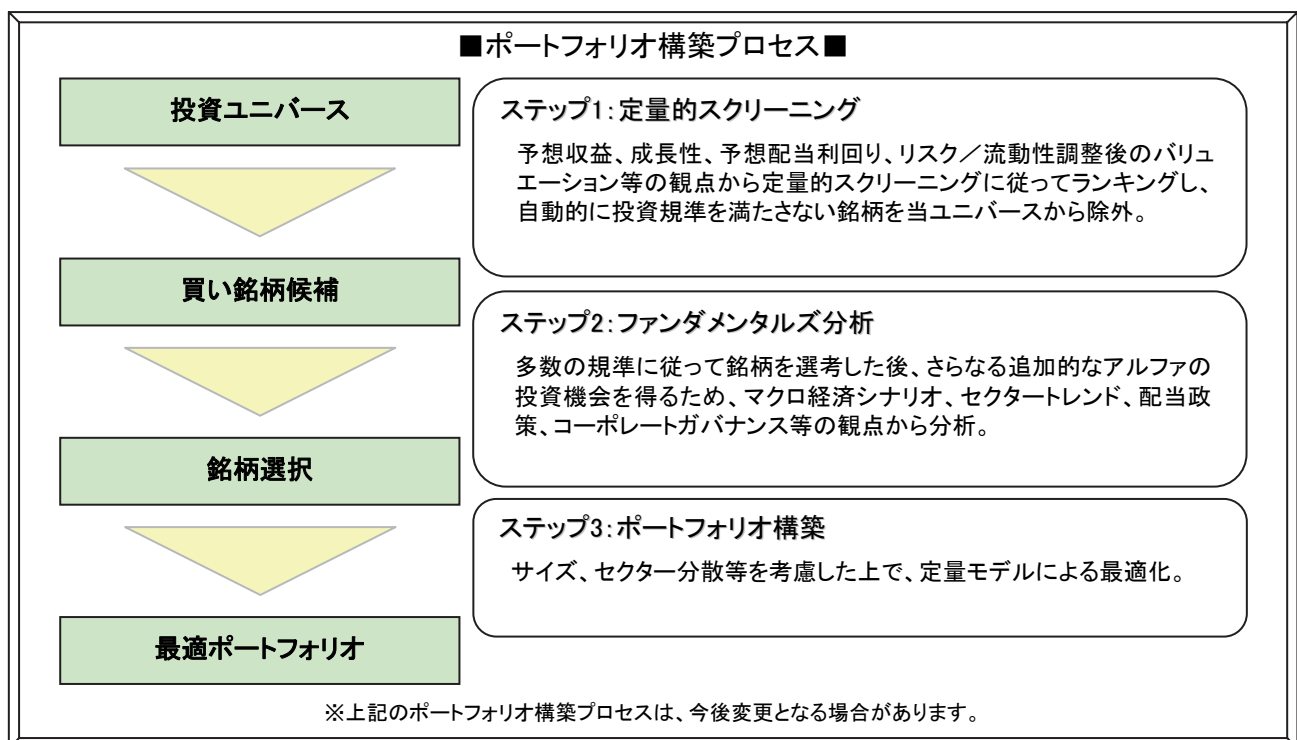 ■ポートフォリオ構築プロセス■
投資ユニバース
ステップ1:定量的スクリーニング
予想収益、成長性、予想配当利回り、リスク／流動性調整後のバリュ
エーション等の観点から定量的スクリーニングに従ってランキングし、
自動的に投資規準を満たさない銘柄を当ユニバースから除外。
買い銘柄候補
ステップ2:ファンダメンタルズ分析
多数の規準に従って銘柄を選考した後、さらなる追加的なアルファの
投資機会を得るため、マクロ経済シナリオ、セクタートレンド、配当政
策、コーポレートガバナンス等の観点から分析。
銘柄選択
ステップ3:ポートフォリオ構築
サイズ、セクター分散等を考慮した上で、定量モデルによる最適化。
最適ポートフォリオ
※上記のポートフォリオ構築プロセスは、今後変更となる場合があります。